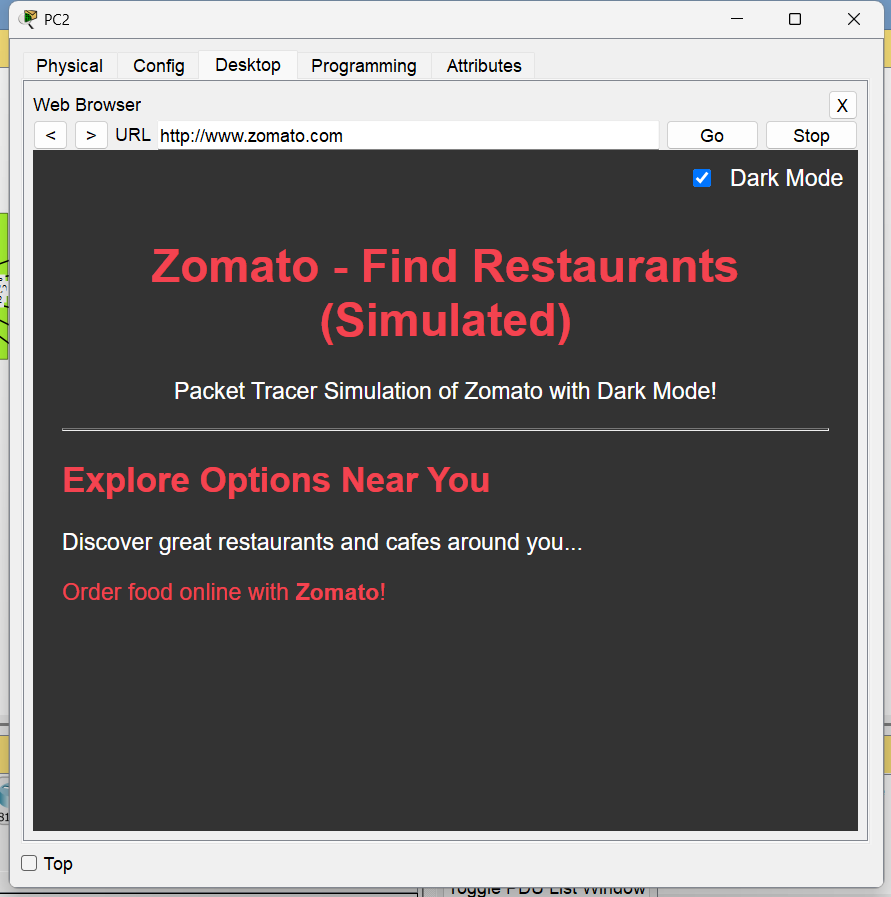 PC2
Physical Config Desktop Programming Attributes
Web Browser X
< > URL http://www.zomato.com Go Stop
Dark Mode
Zomato - Find Restaurants
(Simulated)
Packet Tracer Simulation of Zomato with Dark Mode!
Explore Options Near You
Discover great restaurants and cafes around you...
Order food online with Zomato!
Top
Toggle PDU List Window